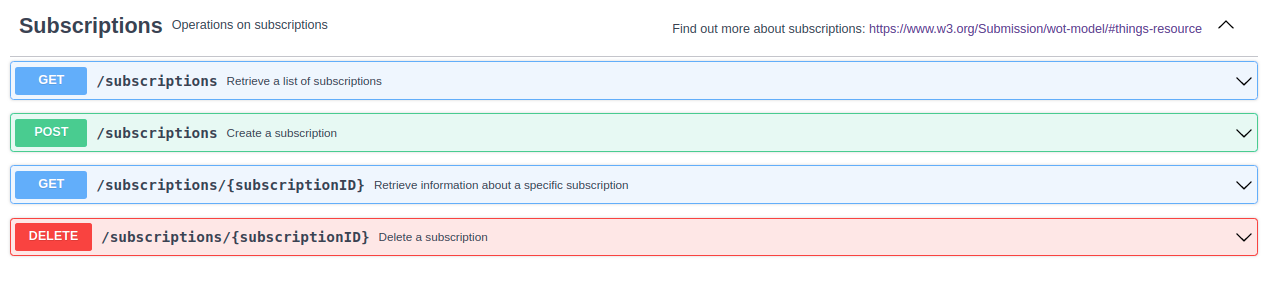 Subscriptions Operations on subscriptions Find out more about subscriptions: https://www.w3.org/Submission/wot-model/#things-resource
GET /subscriptions Retrieve a list of subscriptions
POST /subscriptions Create a subscription
GET /subscriptions/{subscriptionID} Retrieve information about a specific subscription
DELETE /subscriptions/{subscriptionID} Delete a subscription